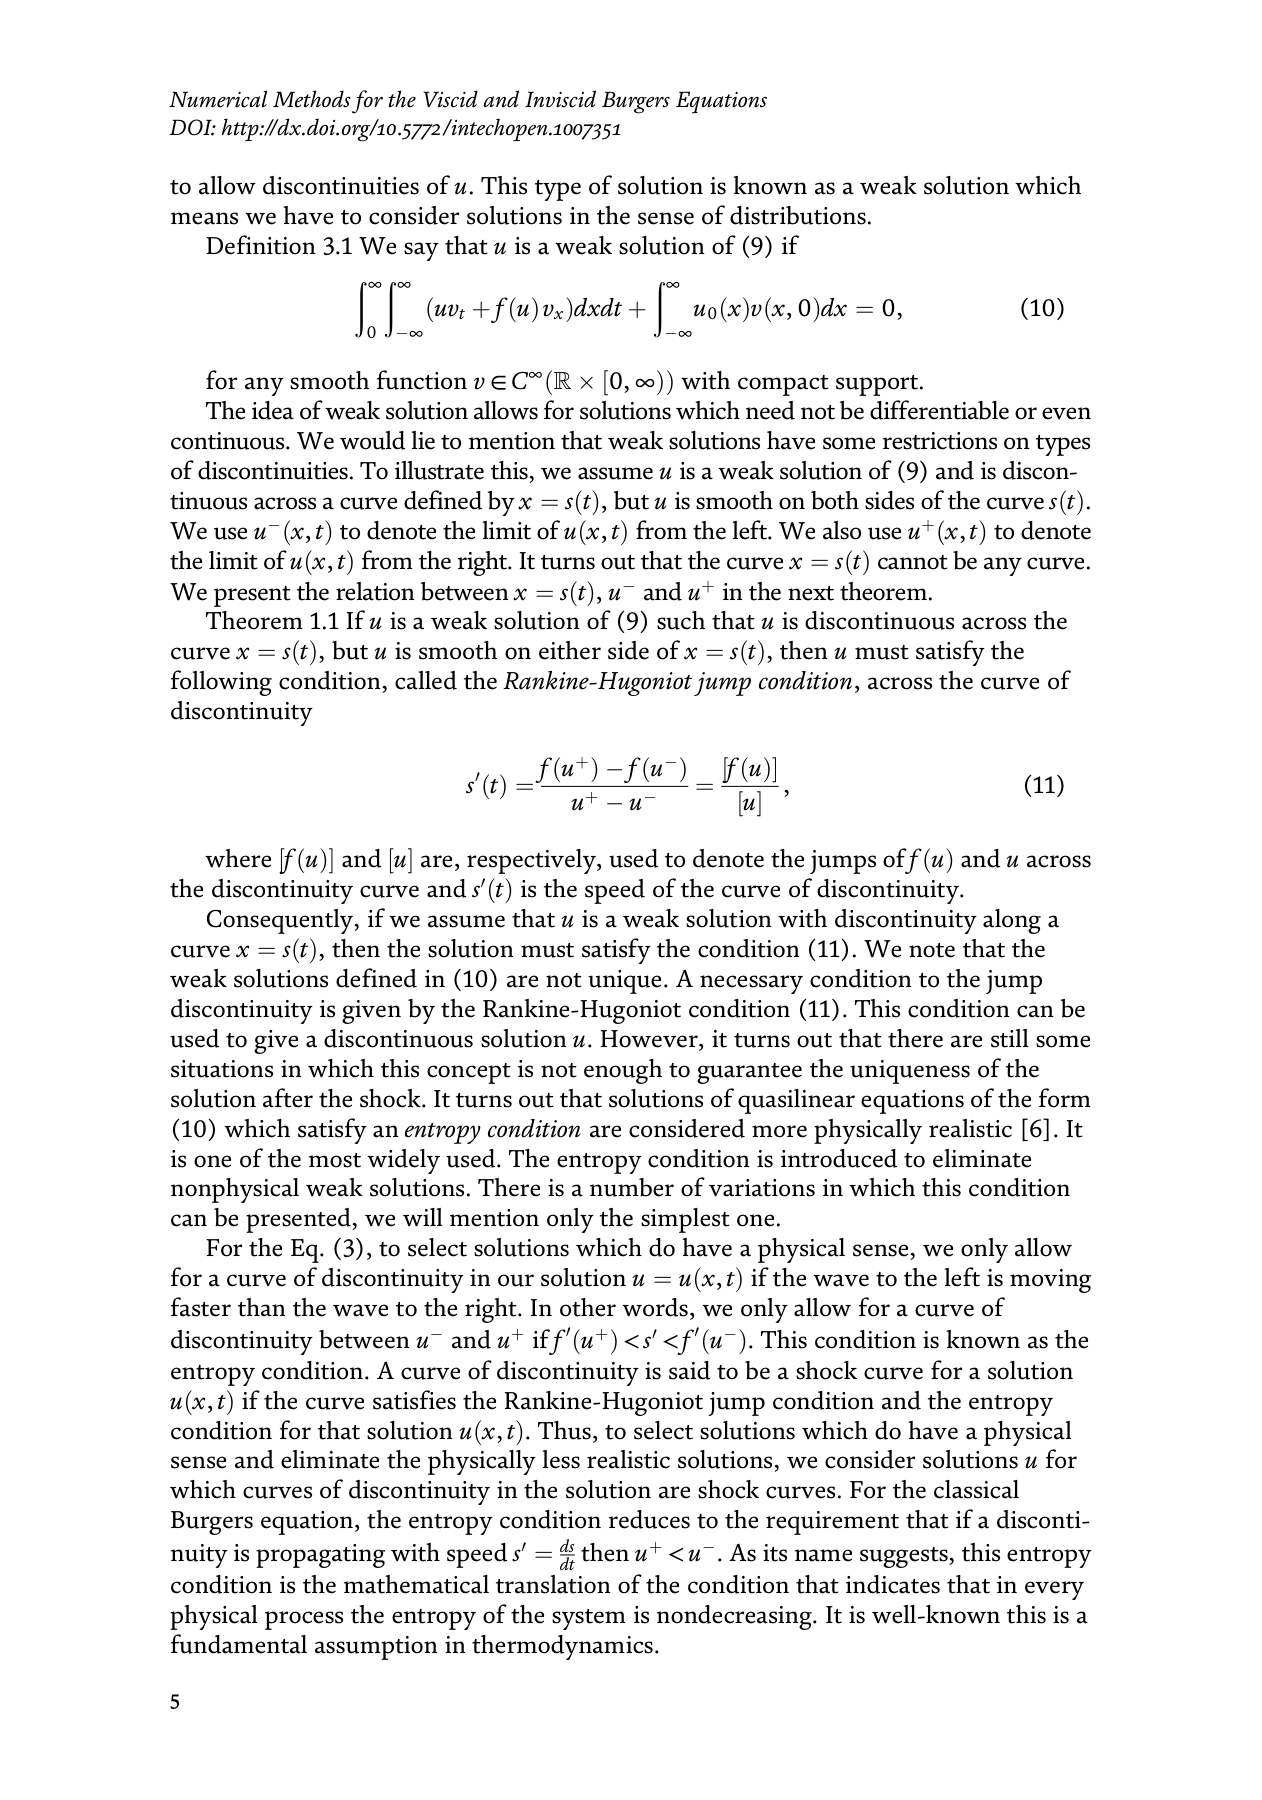 Numerical Methods for the Viscid and Inviscid Burgers Equations
DOI: http://dx.doi.org/10.5772/intechopen.1007351
to allow discontinuities of u. This type of solution is known as a weak solution which
means we have to consider solutions in the sense of distributions.
Definition 3.1 We say that u is a weak solution of (9) if
∫₀^∞ ∫_{−∞}^∞ (uv_t + f(u)v_x)dxdt + ∫_{−∞}^∞ u₀(x)v(x, 0)dx = 0, (10)
for any smooth function v ∈ C^∞(ℝ × [0, ∞)) with compact support.
The idea of weak solution allows for solutions which need not be differentiable or even
continuous. We would lie to mention that weak solutions have some restrictions on types
of discontinuities. To illustrate this, we assume u is a weak solution of (9) and is discon-
tinuous across a curve defined by x = s(t), but u is smooth on both sides of the curve s(t).
We use u⁻(x, t) to denote the limit of u(x, t) from the left. We also use u⁺(x, t) to denote
the limit of u(x, t) from the right. It turns out that the curve x = s(t) cannot be any curve.
We present the relation between x = s(t), u⁻ and u⁺ in the next theorem.
Theorem 1.1 If u is a weak solution of (9) such that u is discontinuous across the
curve x = s(t), but u is smooth on either side of x = s(t), then u must satisfy the
following condition, called the Rankine-Hugoniot jump condition, across the curve of
discontinuity
s′(t) = (f(u⁺) − f(u⁻))/(u⁺ − u⁻) = [f(u)]/[u], (11)
where [f(u)] and [u] are, respectively, used to denote the jumps of f(u) and u across
the discontinuity curve and s′(t) is the speed of the curve of discontinuity.
Consequently, if we assume that u is a weak solution with discontinuity along a
curve x = s(t), then the solution must satisfy the condition (11). We note that the
weak solutions defined in (10) are not unique. A necessary condition to the jump
discontinuity is given by the Rankine-Hugoniot condition (11). This condition can be
used to give a discontinuous solution u. However, it turns out that there are still some
situations in which this concept is not enough to guarantee the uniqueness of the
solution after the shock. It turns out that solutions of quasilinear equations of the form
(10) which satisfy an entropy condition are considered more physically realistic [6]. It
is one of the most widely used. The entropy condition is introduced to eliminate
nonphysical weak solutions. There is a number of variations in which this condition
can be presented, we will mention only the simplest one.
For the Eq. (3), to select solutions which do have a physical sense, we only allow
for a curve of discontinuity in our solution u = u(x, t) if the wave to the left is moving
faster than the wave to the right. In other words, we only allow for a curve of
discontinuity between u⁻ and u⁺ if f′(u⁺) < s′ < f′(u⁻). This condition is known as the
entropy condition. A curve of discontinuity is said to be a shock curve for a solution
u(x, t) if the curve satisfies the Rankine-Hugoniot jump condition and the entropy
condition for that solution u(x, t). Thus, to select solutions which do have a physical
sense and eliminate the physically less realistic solutions, we consider solutions u for
which curves of discontinuity in the solution are shock curves. For the classical
Burgers equation, the entropy condition reduces to the requirement that if a disconti-
nuity is propagating with speed s′ = ds/dt then u⁺ < u⁻. As its name suggests, this entropy
condition is the mathematical translation of the condition that indicates that in every
physical process the entropy of the system is nondecreasing. It is well-known this is a
fundamental assumption in thermodynamics.
5